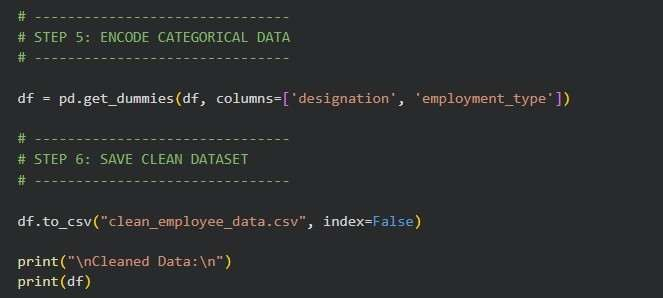 # -------------------------------
# STEP 5: ENCODE CATEGORICAL DATA
# -------------------------------
df = pd.get_dummies(df, columns=['designation', 'employment_type'])
# -------------------------------
# STEP 6: SAVE CLEAN DATASET
# -------------------------------
df.to_csv("clean_employee_data.csv", index=False)
print("\nCleaned Data:\n")
print(df)